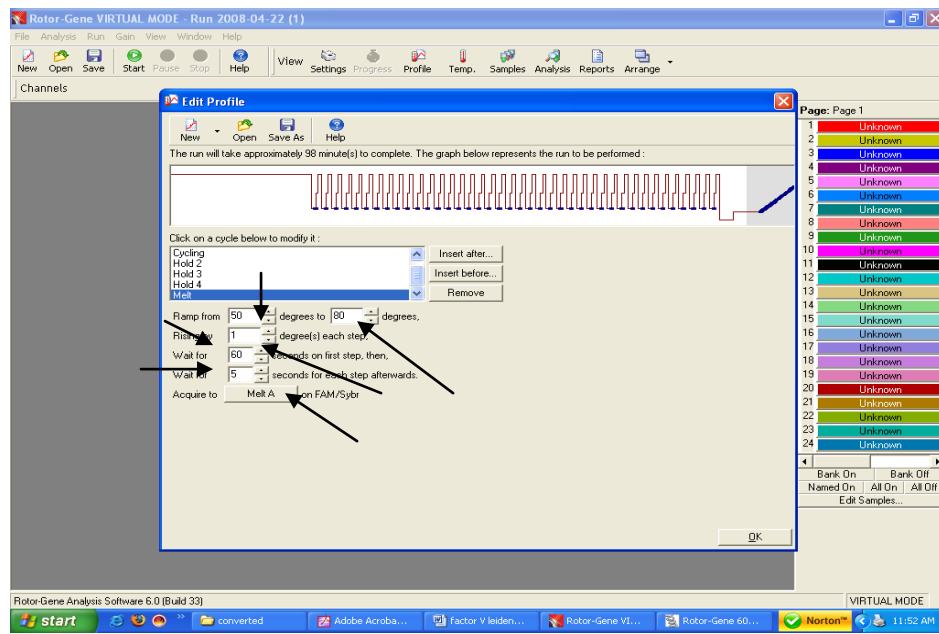 Rotor-Gene VIRTUAL MODE - Run 2008-04-22 (1)
File Analysis Run Gain View Window Help
New Open Save Start Pause Stop Help View Settings Progress Profile Temp. Samples Analysis Reports Arrange
Channels
Edit Profile
New Open Save As Help
The run will take approximately 98 minute(s) to complete. The graph below represents the run to be performed :
Click on a cycle below to modify it :
Cycling
Hold 2
Hold 3
Hold 4
Melt
Insert after...
Insert before...
Remove
Ramp from 50 degrees to 80 degrees,
1 degree(s) each step,
Wait for 60 seconds on first step, then,
Wait for 5 seconds for each step afterwards.
Acquire to Melt A on FAM/Sybr
OK
Page: Page 1
1 Unknown
2 Unknown
3 Unknown
4 Unknown
5 Unknown
6 Unknown
7 Unknown
8 Unknown
9 Unknown
10 Unknown
11 Unknown
12 Unknown
13 Unknown
14 Unknown
15 Unknown
16 Unknown
17 Unknown
18 Unknown
19 Unknown
20 Unknown
21 Unknown
22 Unknown
23 Unknown
24 Unknown
Bank On Bank Off
Named On All On All Off
Edit Samples...
Rotor-Gene Analysis Software 6.0 (Build 33) VIRTUAL MODE
start converted Adobe Acroba... factor V leiden... Rotor-Gene VI... Rotor-Gene 60... Norton™ 11:52 AM